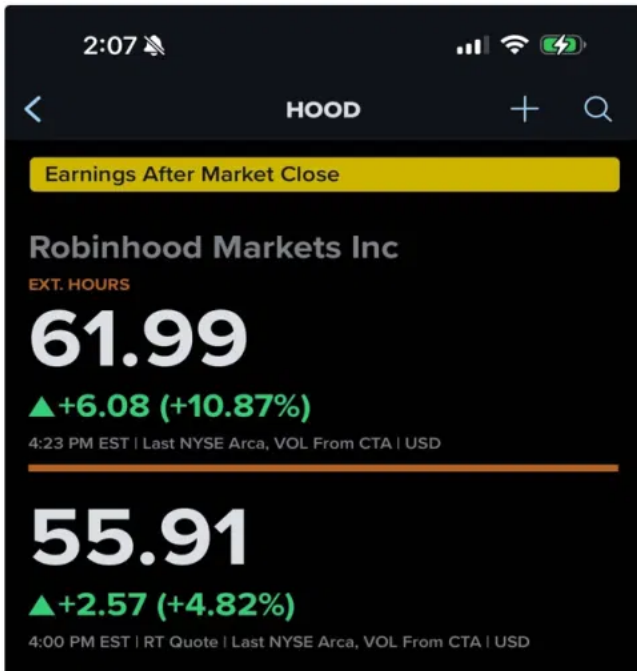 2:07
HOOD
Earnings After Market Close
Robinhood Markets Inc
EXT. HOURS
61.99
▲+6.08 (+10.87%)
4:23 PM EST | Last NYSE Arca, VOL From CTA | USD
55.91
▲+2.57 (+4.82%)
4:00 PM EST | RT Quote | Last NYSE Arca, VOL From CTA | USD